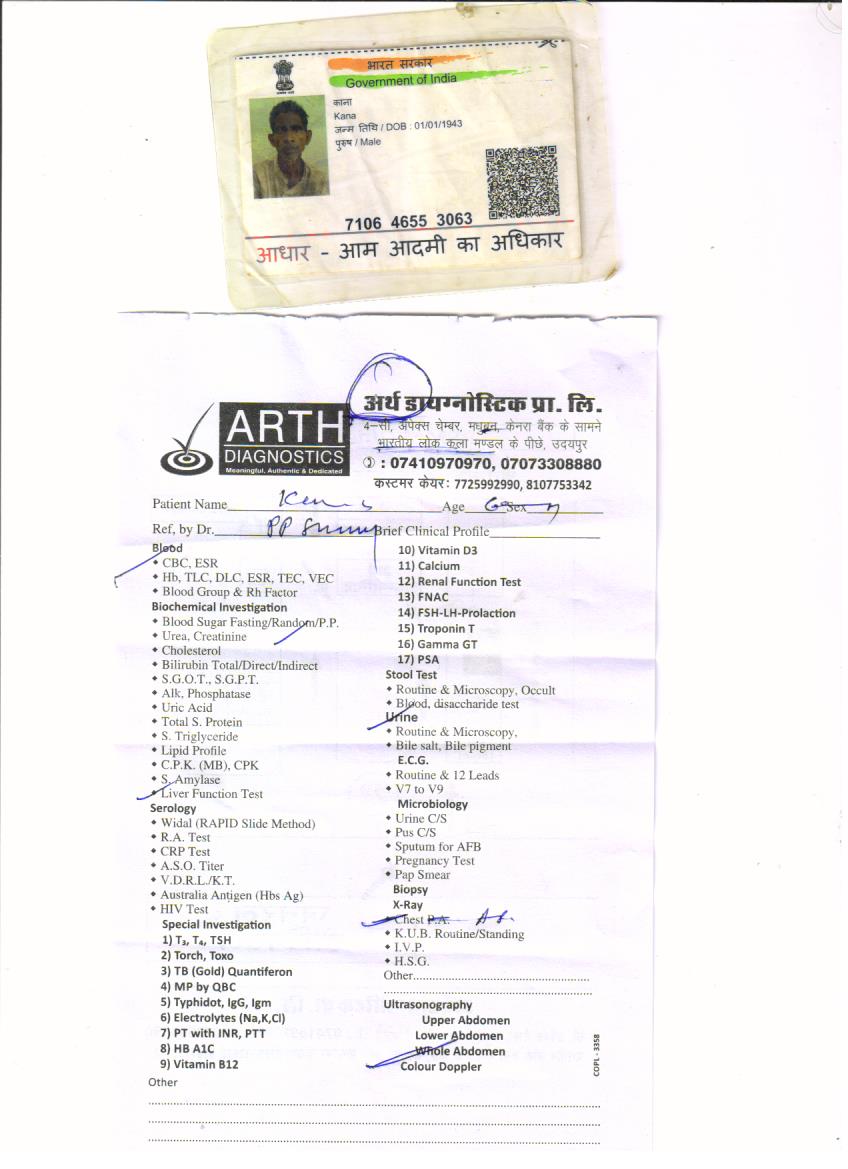 भारत सरकार
Government of India
काना
Kana
जन्म तिथि / DOB : 01/01/1943
पुरुष / Male
7106 4655 3063
आधार - आम आदमी का अधिकार
ARTH
DIAGNOSTICS
Meaningful, Authentic & Dedicated
अर्थ डायग्नोस्टिक प्रा. लि.
4-सी, अपेक्स चेम्बर, मधुबन, केनरा बैंक के सामने
भारतीय लोक कला मण्डल के पीछे, उदयपुर
: 07410970970, 07073308880
कस्टमर केयर: 7725992990, 8107753342
Patient Name Age Sex
Ref, by Dr. PP Brief Clinical Profile
Blood
• CBC, ESR
• Hb, TLC, DLC, ESR, TEC, VEC
• Blood Group & Rh Factor
Biochemical Investigation
• Blood Sugar Fasting/Random/P.P.
• Urea, Creatinine
• Cholesterol
• Bilirubin Total/Direct/Indirect
• S.G.O.T., S.G.P.T.
• Alk, Phosphatase
• Uric Acid
• Total S. Protein
• S. Triglyceride
• Lipid Profile
• C.P.K. (MB), CPK
• S. Amylase
• Liver Function Test
Serology
• Widal (RAPID Slide Method)
• R.A. Test
• CRP Test
• A.S.O. Titer
• V.D.R.L./K.T.
• Australia Antigen (Hbs Ag)
• HIV Test
Special Investigation
1) T₃, T₄, TSH
2) Torch, Toxo
3) TB (Gold) Quantiferon
4) MP by QBC
5) Typhidot, IgG, Igm
6) Electrolytes (Na,K,Cl)
7) PT with INR, PTT
8) HB A1C
9) Vitamin B12
Other
10) Vitamin D3
11) Calcium
12) Renal Function Test
13) FNAC
14) FSH-LH-Prolaction
15) Troponin T
16) Gamma GT
17) PSA
Stool Test
• Routine & Microscopy, Occult
• Blood, disaccharide test
Urine
• Routine & Microscopy,
• Bile salt, Bile pigment
E.C.G.
• Routine & 12 Leads
• V7 to V9
Microbiology
• Urine C/S
• Pus C/S
• Sputum for AFB
• Pregnancy Test
• Pap Smear
Biopsy
X-Ray
• Chest P.A.
• K.U.B. Routine/Standing
• I.V.P.
• H.S.G.
Other
Ultrasonography
Upper Abdomen
Lower Abdomen
Whole Abdomen
Colour Doppler
COPL - 3358